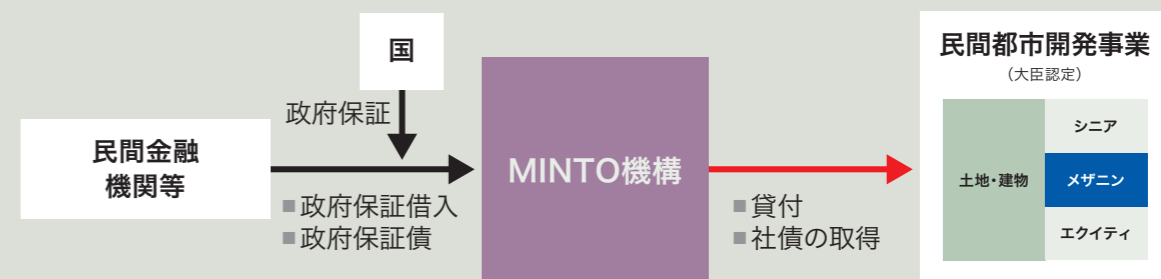 国
政府保証
民間金融
機関等
■政府保証借入
■政府保証債
MINTO機構
■貸付
■社債の取得
民間都市開発事業
（大臣認定）
土地・建物
シニア
メザニン
エクイティ